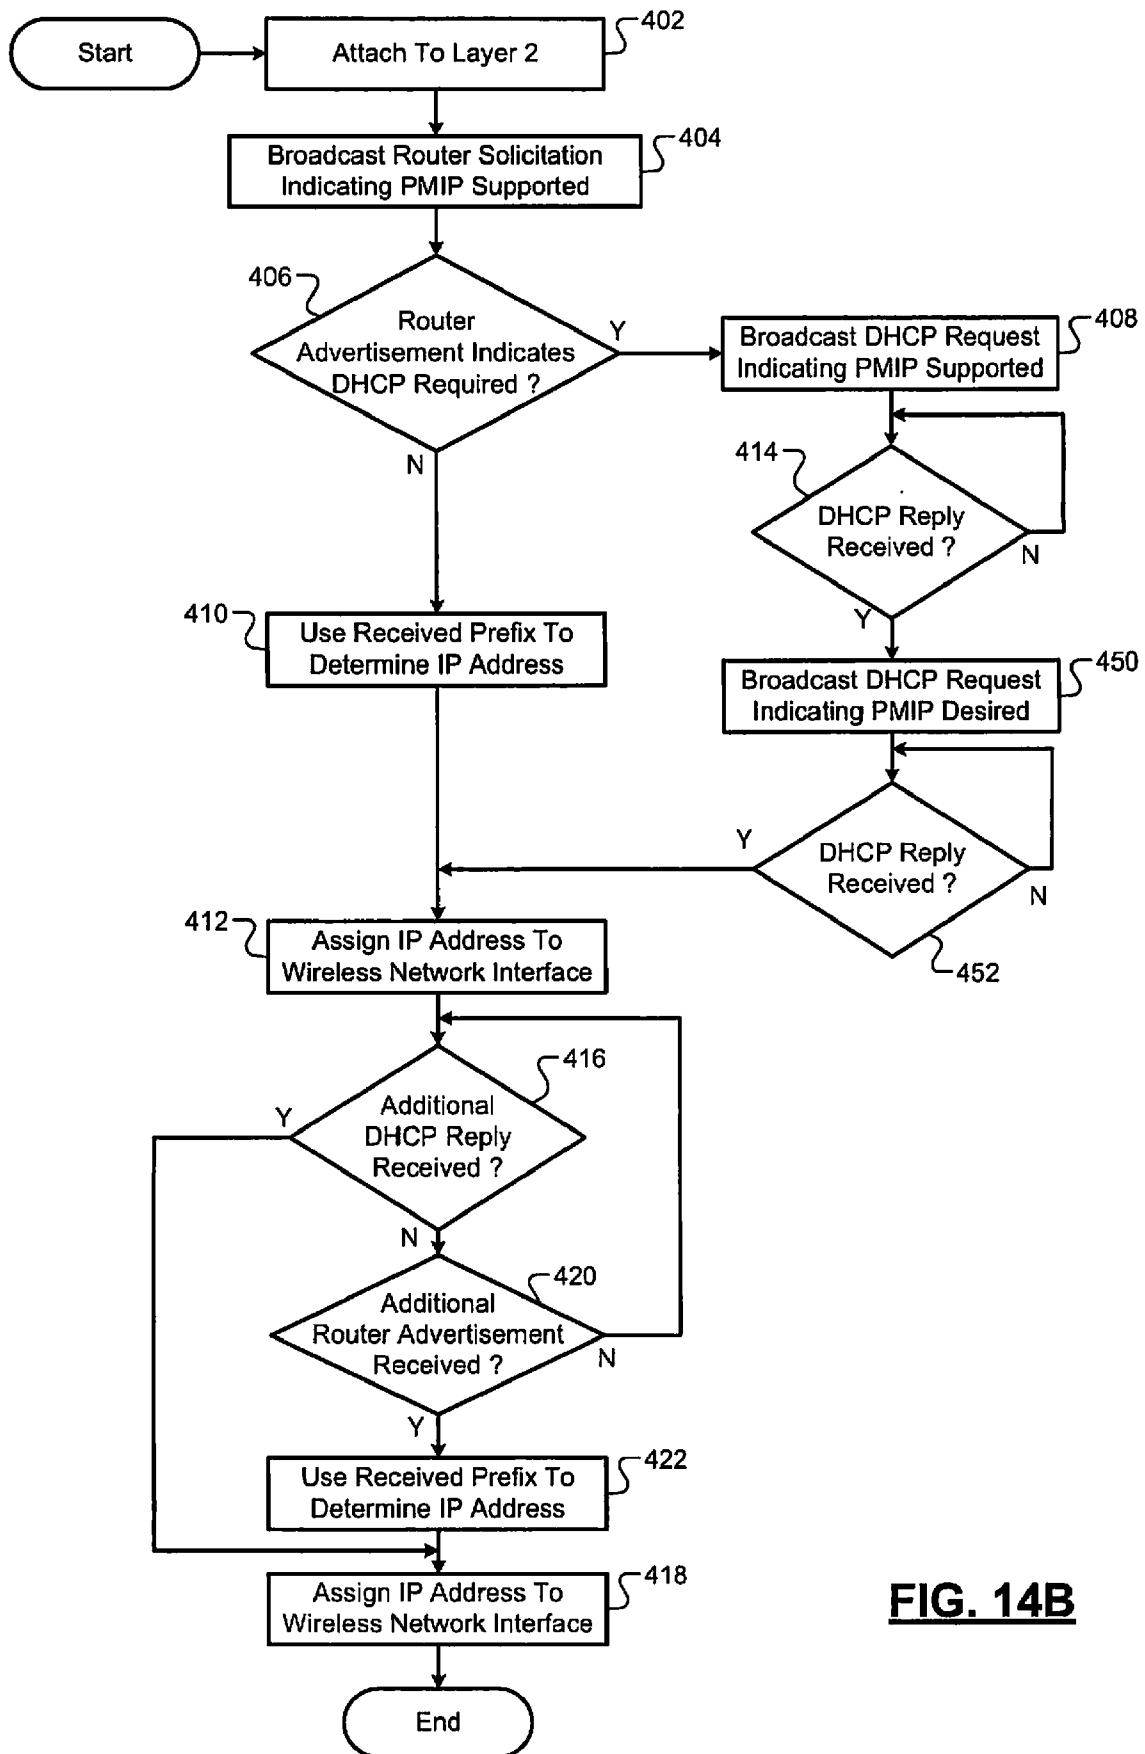 Start
Attach To Layer 2
402
Broadcast Router Solicitation
Indicating PMIP Supported
404
406
Router
Advertisement Indicates
DHCP Required ?
Y
N
Broadcast DHCP Request
Indicating PMIP Supported
408
414
DHCP Reply
Received ?
N
Y
410
Use Received Prefix To
Determine IP Address
Broadcast DHCP Request
Indicating PMIP Desired
450
Y
DHCP Reply
Received ?
N
452
412
Assign IP Address To
Wireless Network Interface
416
Y
Additional
DHCP Reply
Received ?
N
420
Additional
Router Advertisement
Received ?
N
Y
Use Received Prefix To
Determine IP Address
422
Assign IP Address To
Wireless Network Interface
418
FIG. 14B
End